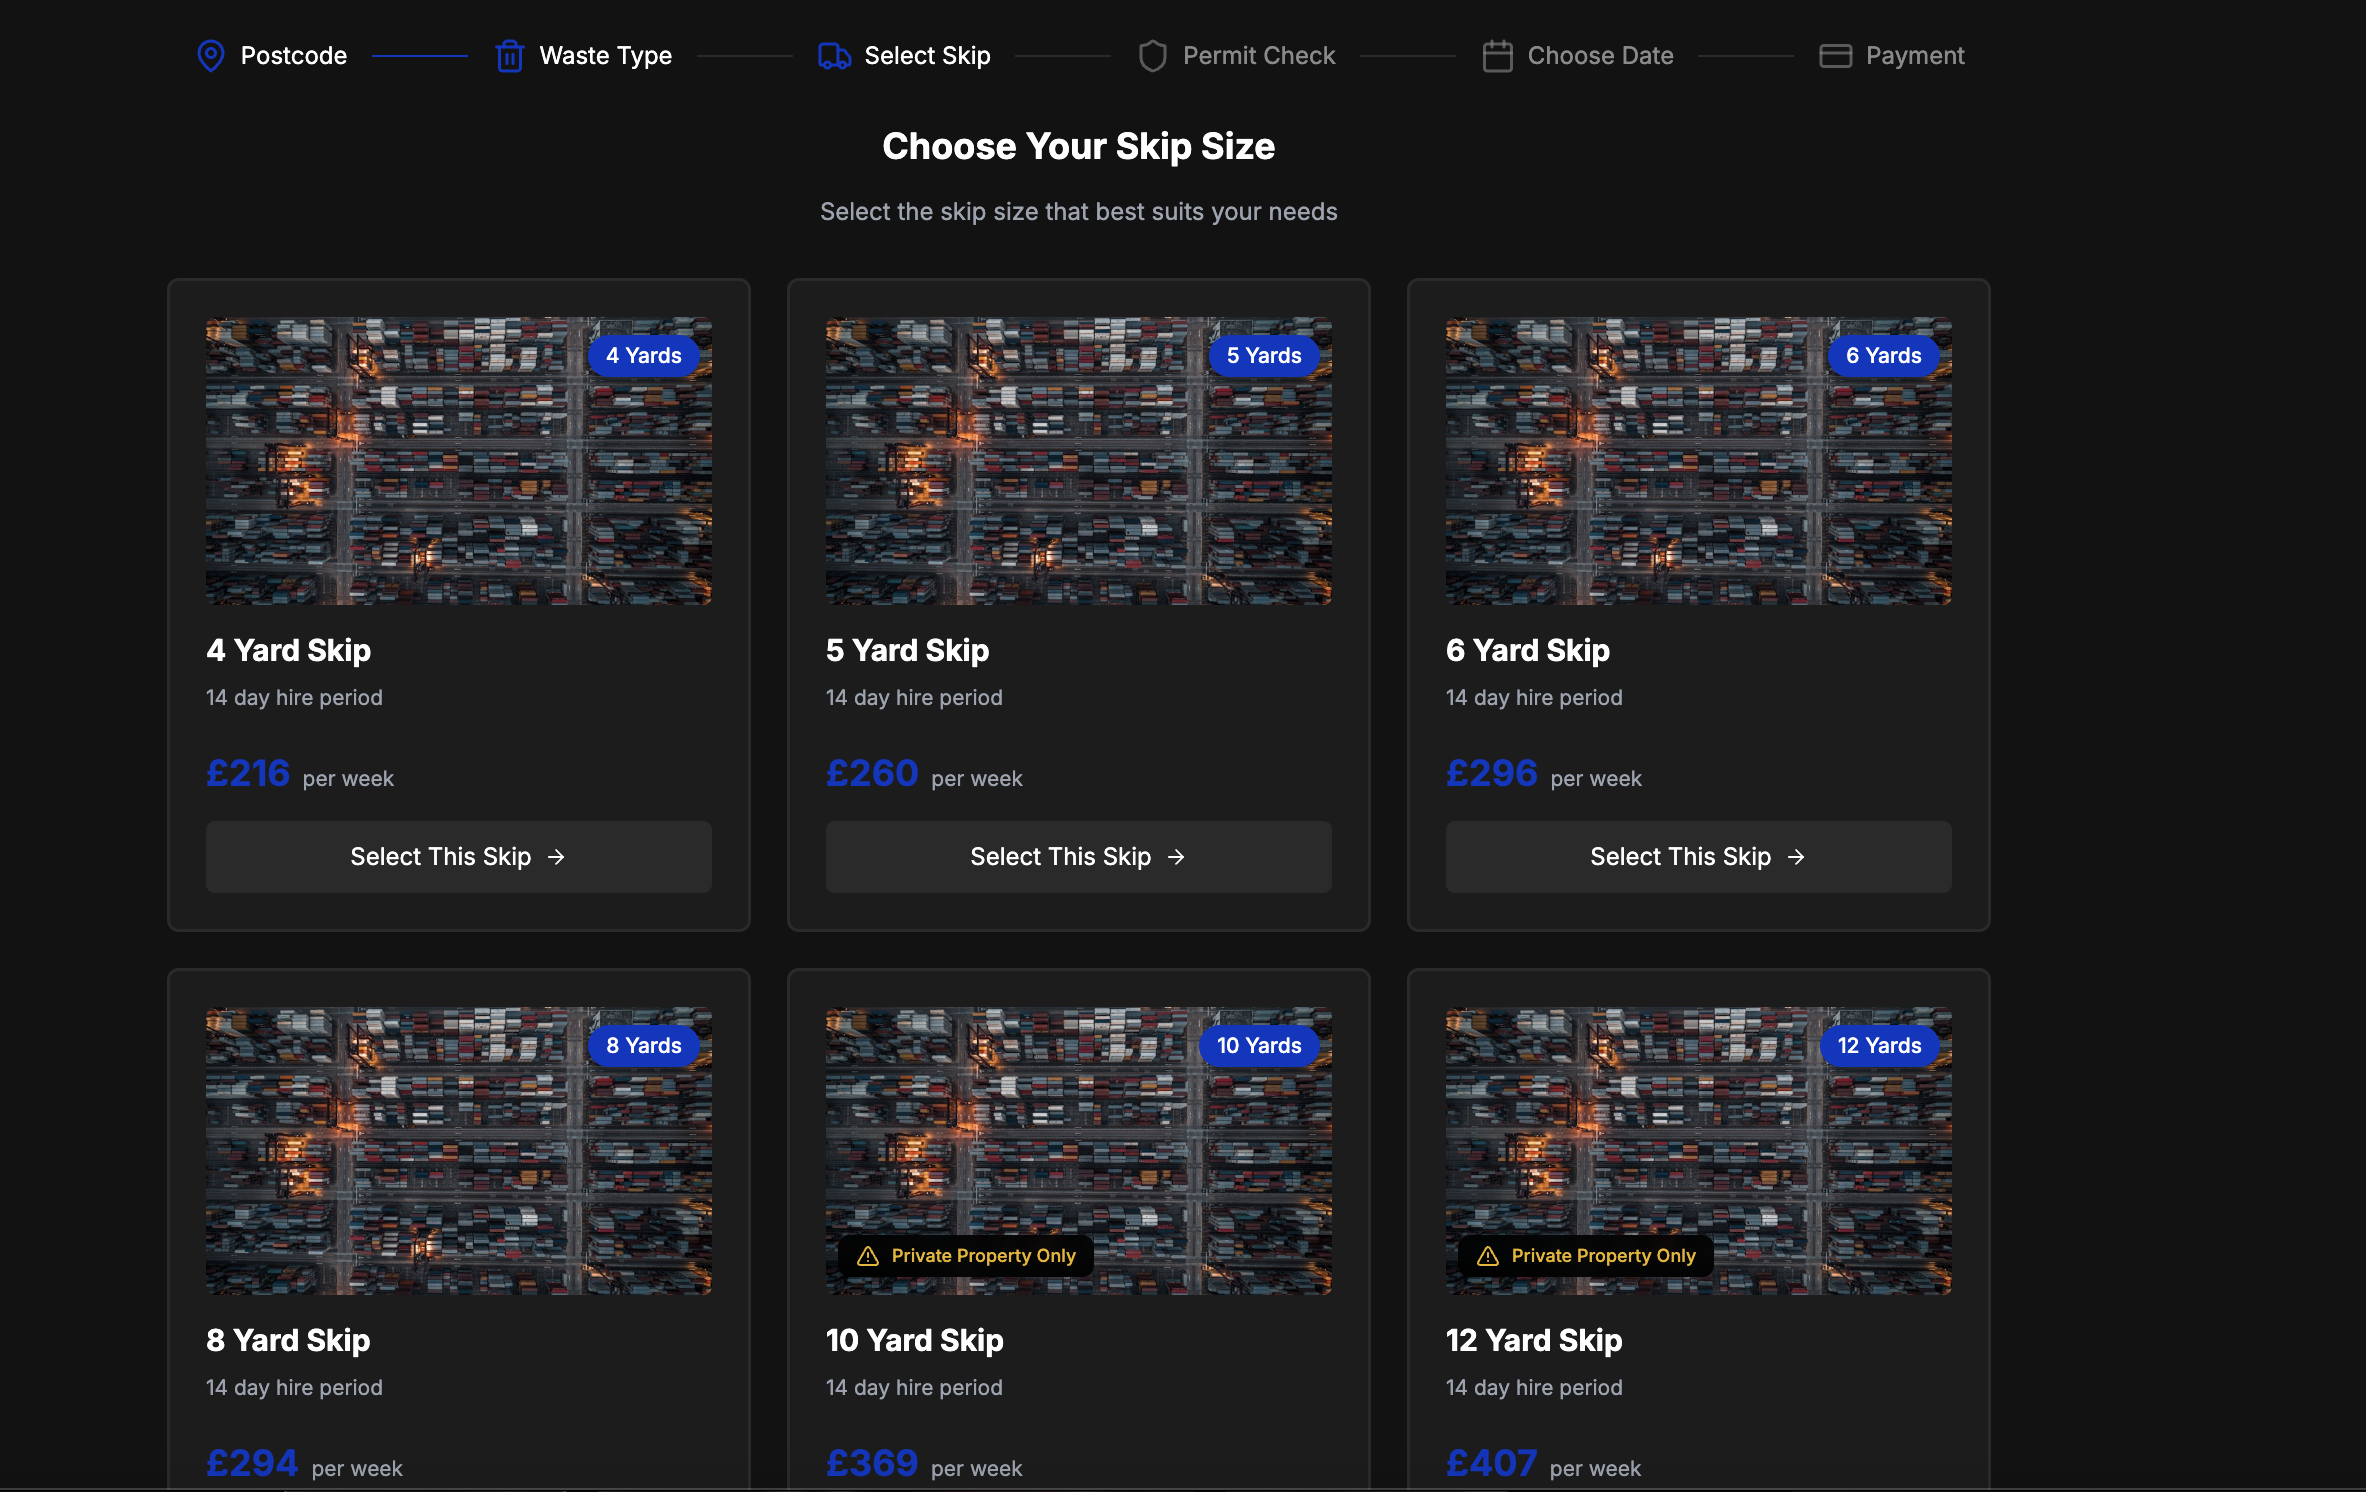 Postcode
Waste Type
Select Skip
Permit Check
Choose Date
Payment
Choose Your Skip Size
Select the skip size that best suits your needs
4 Yards
4 Yard Skip
14 day hire period
£216 per week
Select This Skip →
5 Yards
5 Yard Skip
14 day hire period
£260 per week
Select This Skip →
6 Yards
6 Yard Skip
14 day hire period
£296 per week
Select This Skip →
8 Yards
8 Yard Skip
14 day hire period
£294 per week
10 Yards
Private Property Only
10 Yard Skip
14 day hire period
£369 per week
12 Yards
Private Property Only
12 Yard Skip
14 day hire period
£407 per week